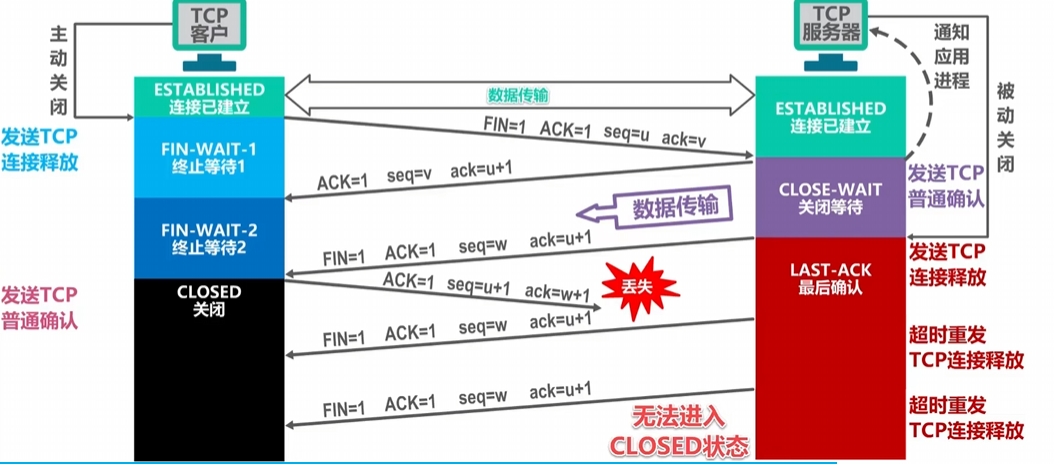 TCP
客户
TCP
服务器
主动关闭
通知
应用
进程
被动关闭
ESTABLISHED
连接已建立
数据传输
ESTABLISHED
连接已建立
FIN=1 ACK=1 seq=u ack=v
发送TCP
连接释放
FIN-WAIT-1
终止等待1
ACK=1 seq=v ack=u+1
CLOSE-WAIT
关闭等待
发送TCP
普通确认
数据传输
FIN-WAIT-2
终止等待2
FIN=1 ACK=1 seq=w ack=u+1
发送TCP
连接释放
LAST-ACK
最后确认
发送TCP
普通确认
CLOSED
关闭
ACK=1 seq=u+1 ack=w+1
丢失
FIN=1 ACK=1 seq=w ack=u+1
超时重发
TCP连接释放
FIN=1 ACK=1 seq=w ack=u+1
超时重发
TCP连接释放
无法进入
CLOSED状态